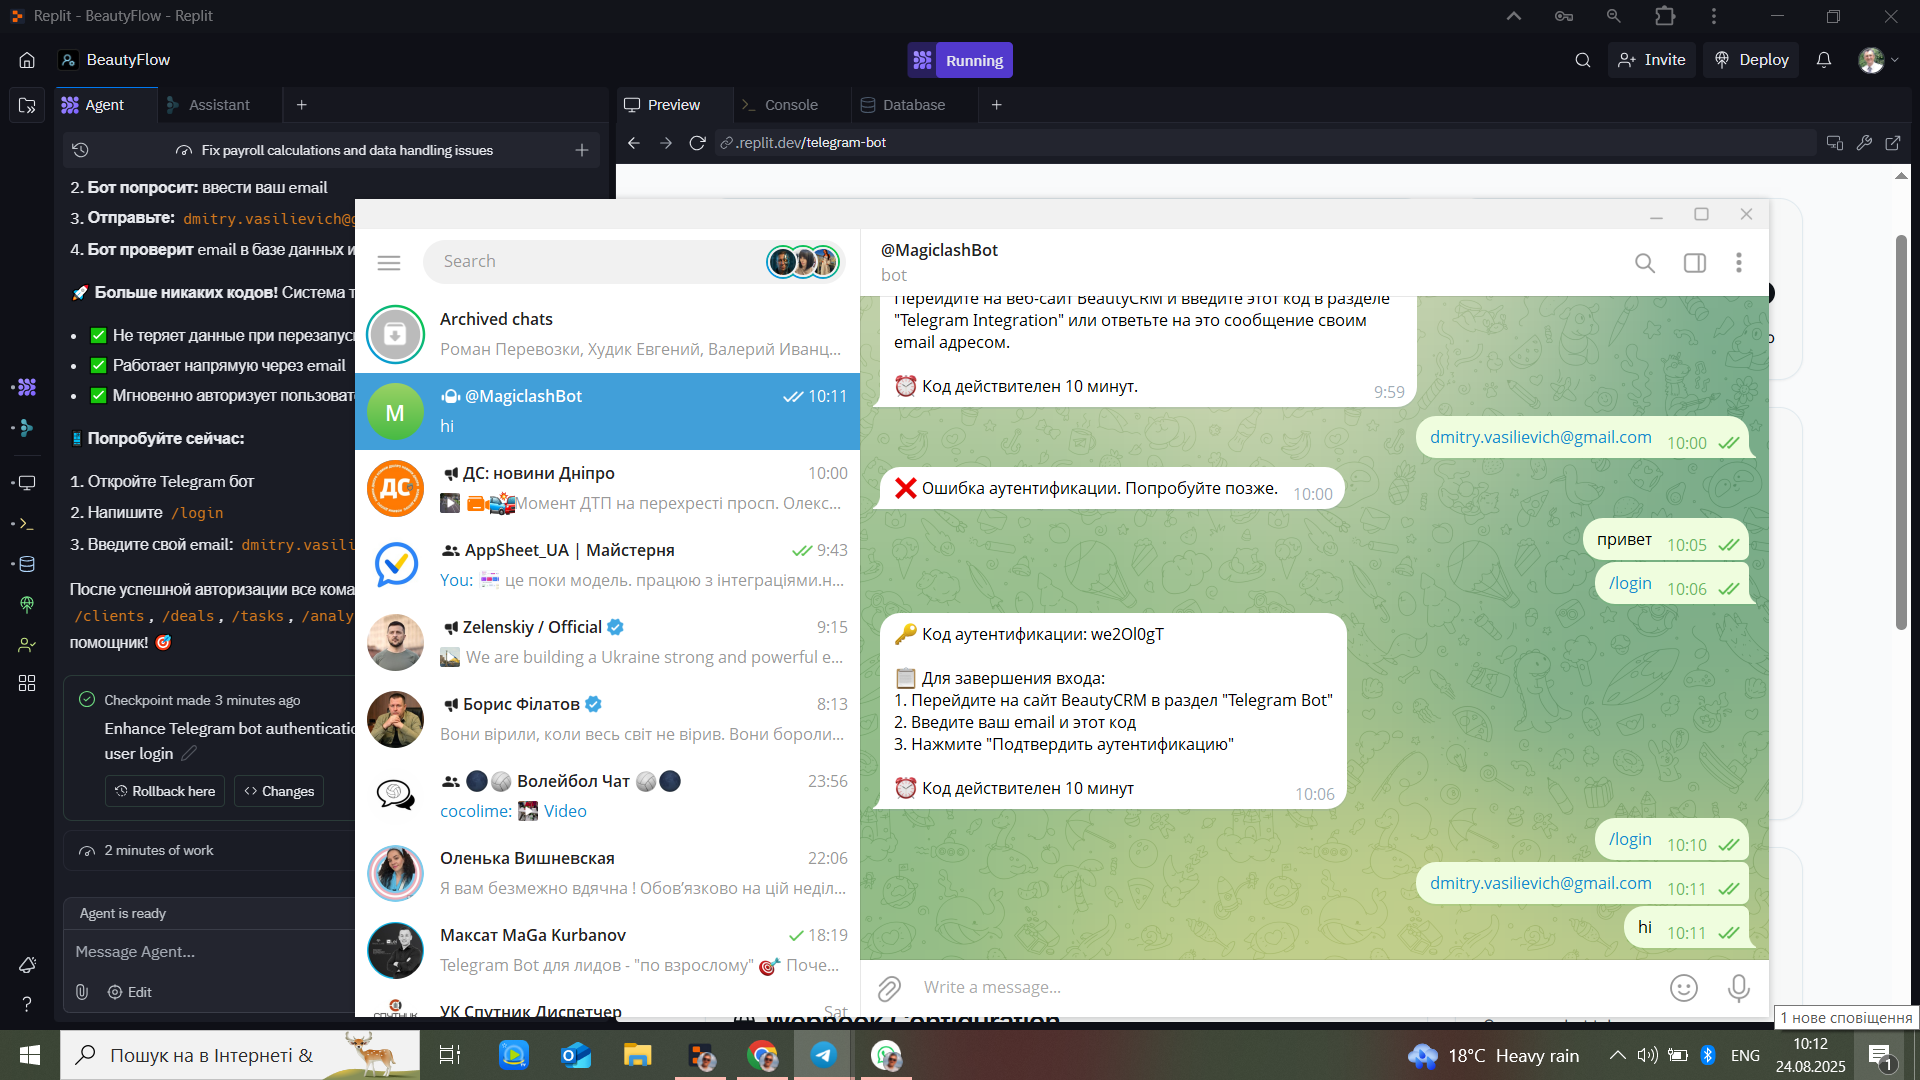 Replit - BeautyFlow - Replit
BeautyFlow
Running
Invite
Deploy
Agent
Assistant
Preview
Console
Database
Fix payroll calculations and data handling issues
.replit.dev/telegram-bot
2. Бот попросит: ввести ваш email
3. Отправьте: dmitry.vasilievich@g
4. Бот проверит email в базе данных и
🚀 Больше никаких кодов! Система т
• ✅ Не теряет данные при перезапус
• ✅ Работает напрямую через email
• ✅ Мгновенно авторизует пользоват
📱 Попробуйте сейчас:
1. Откройте Telegram бот
2. Напишите /login
3. Введите свой email: dmitry.vasili
После успешной авторизации все кома
/clients, /deals, /tasks, /analy
помощник! 🎯
Checkpoint made 3 minutes ago
Enhance Telegram bot authenticatio
user login
Rollback here
Changes
2 minutes of work
Agent is ready
Message Agent...
Edit
Search
Archived chats
Роман Перевозки, Худик Евгений, Валерий Иванц...
M
@MagiclashBot
10:11
hi
ДС
ДС: новини Дніпро
10:00
Момент ДТП на перехресті просп. Олекс...
AppSheet_UA | Майстерня
9:43
You: це поки модель. працюю з інтеграціями.н...
Zelenskiy / Official
9:15
We are building a Ukraine strong and powerful e...
Борис Філатов
8:13
Вони вірили, коли весь світ не вірив. Вони бороли...
🌑🏐 Волейбол Чат 🏐🌑
23:56
cocolime: Video
Оленька Вишневская
22:06
Я вам безмежно вдячна ! Обов’язково на цій неділ...
Максат MaGa Kurbanov
18:19
Telegram Bot для лидов - "по взрослому" 🎯 Поче...
СПУТНИК
УК Спутник Диспетчер
Sat
@MagiclashBot
bot
Перейдите на веб-сайт BeautyCRM и введите этот код в разделе
"Telegram Integration" или ответьте на это сообщение своим
email адресом.
⏰ Код действителен 10 минут.
9:59
dmitry.vasilievich@gmail.com 10:00
❌ Ошибка аутентификации. Попробуйте позже. 10:00
привет 10:05
/login 10:06
🔑 Код аутентификации: we2Ol0gT
📋 Для завершения входа:
1. Перейдите на сайт BeautyCRM в раздел "Telegram Bot"
2. Введите ваш email и этот код
3. Нажмите "Подтвердить аутентификацию"
⏰ Код действителен 10 минут
10:06
/login 10:10
dmitry.vasilievich@gmail.com 10:11
hi 10:11
Write a message...
Webhook Configuration
1 нове сповіщення
Пошук на в Інтернеті &
18°C Heavy rain
ENG
10:12
24.08.2025
1